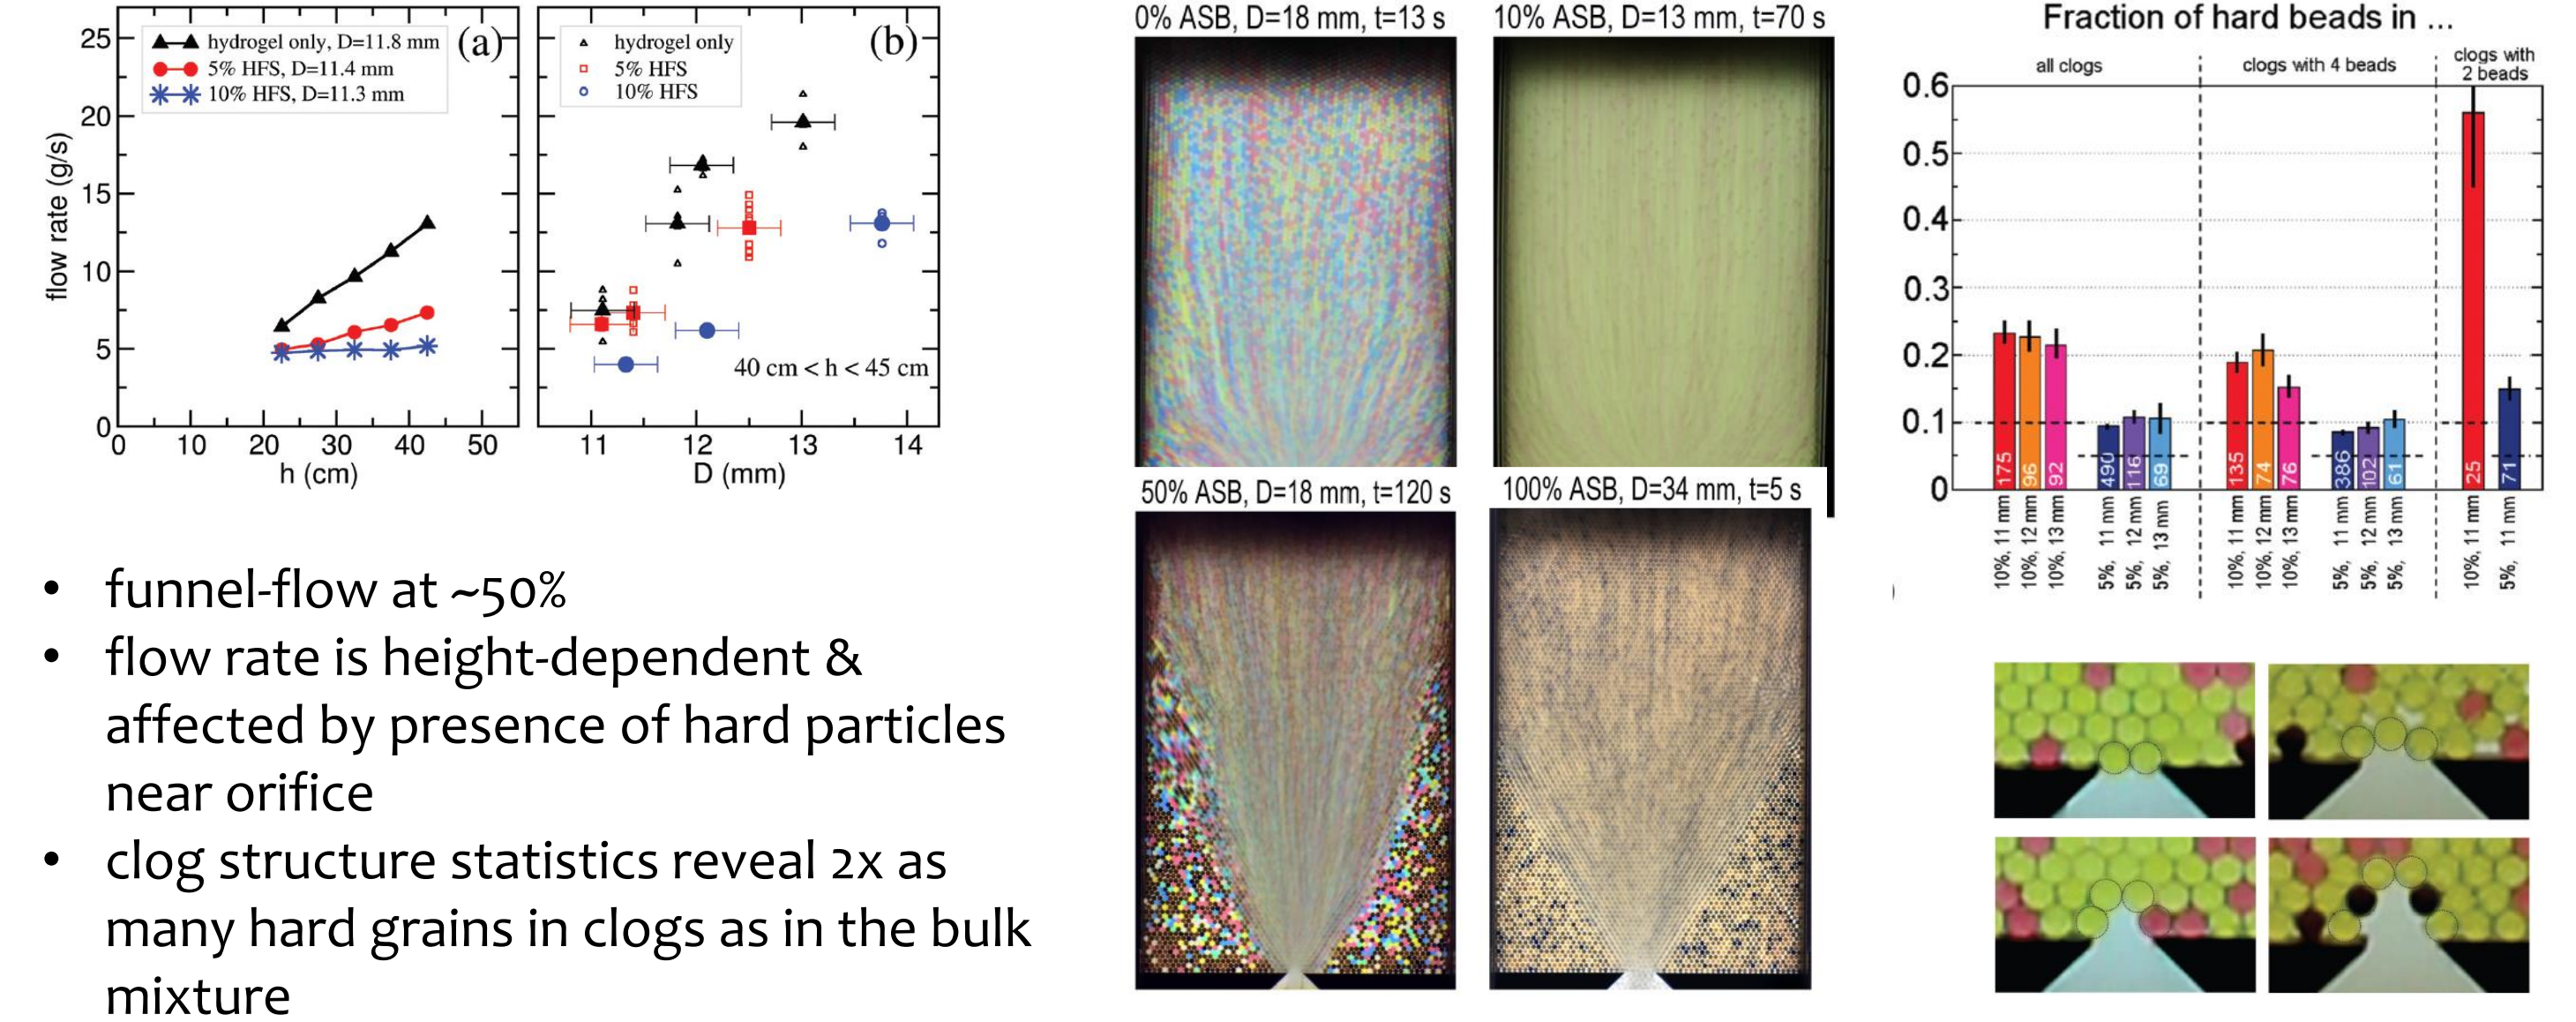 25
20
15
10
5
0
flow rate (g/s)
hydrogel only, D=11.8 mm
5% HFS, D=11.4 mm
10% HFS, D=11.3 mm
(a)
0 10 20 30 40 50
h (cm)
hydrogel only
5% HFS
10% HFS
(b)
40 cm < h < 45 cm
11 12 13 14
D (mm)
• funnel-flow at ~50%
• flow rate is height-dependent &
affected by presence of hard particles
near orifice
• clog structure statistics reveal 2x as
many hard grains in clogs as in the bulk
mixture
0% ASB, D=18 mm, t=13 s
10% ASB, D=13 mm, t=70 s
50% ASB, D=18 mm, t=120 s
100% ASB, D=34 mm, t=5 s
Fraction of hard beads in ...
all clogs
clogs with 4 beads
clogs with
2 beads
0.6
0.5
0.4
0.3
0.2
0.1
0
175
96
92
490
116
69
135
74
76
386
102
61
25
71
10%, 11 mm
10%, 12 mm
10%, 13 mm
5%, 11 mm
5%, 12 mm
5%, 13 mm
10%, 11 mm
10%, 12 mm
10%, 13 mm
5%, 11 mm
5%, 12 mm
5%, 13 mm
10%, 11 mm
5%, 11 mm